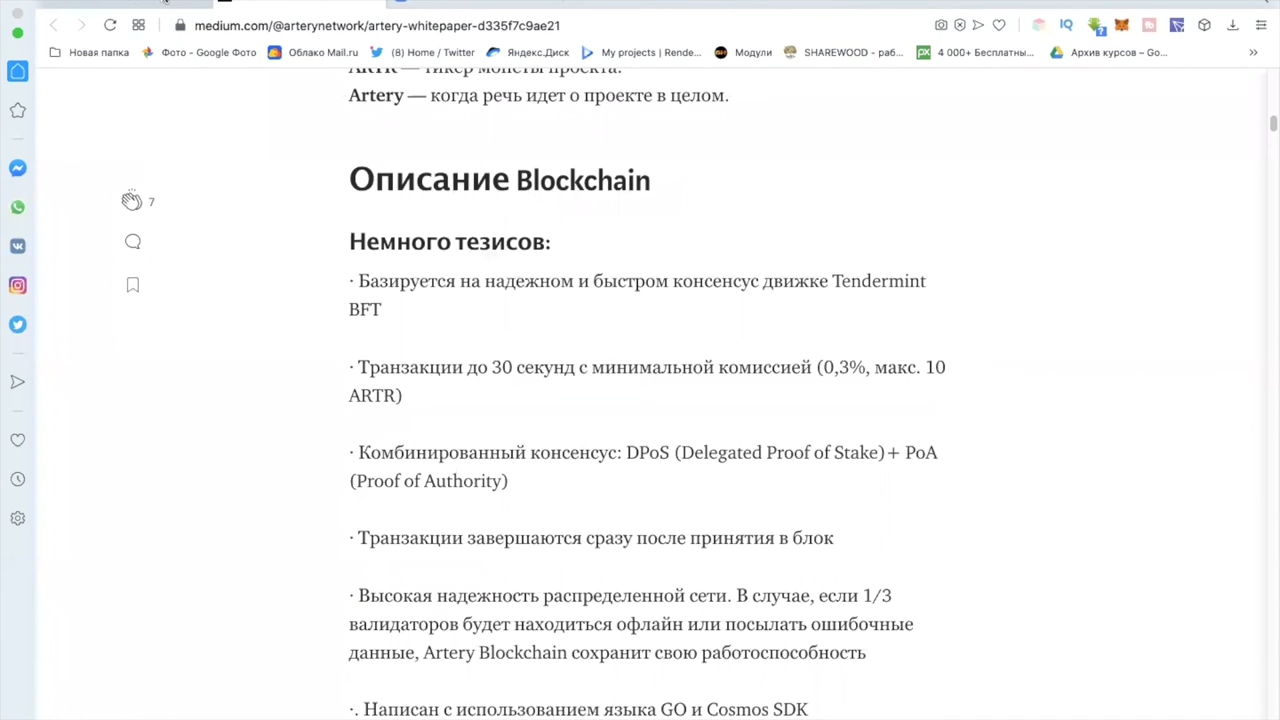 medium.com/@arterynetwork/artery-whitepaper-d335f7c9ae21
Новая папка
Фото - Google Фото
Облако Mail.ru
(8) Home / Twitter
Яндекс.Диск
My projects | Rende...
Модули
SHAREWOOD - раб...
4 000+ Бесплатны...
Архив курсов – Go...
ARTR — тикер монеты проекта.
Artery — когда речь идет о проекте в целом.
Описание Blockchain
7
Немного тезисов:
· Базируется на надежном и быстром консенсус движке Tendermint
BFT
· Транзакции до 30 секунд с минимальной комиссией (0,3%, макс. 10
ARTR)
· Комбинированный консенсус: DPoS (Delegated Proof of Stake)+ PoA
(Proof of Authority)
· Транзакции завершаются сразу после принятия в блок
· Высокая надежность распределенной сети. В случае, если 1/3
валидаторов будет находиться офлайн или посылать ошибочные
данные, Artery Blockchain сохранит свою работоспособность
·. Написан с использованием языка GO и Cosmos SDK